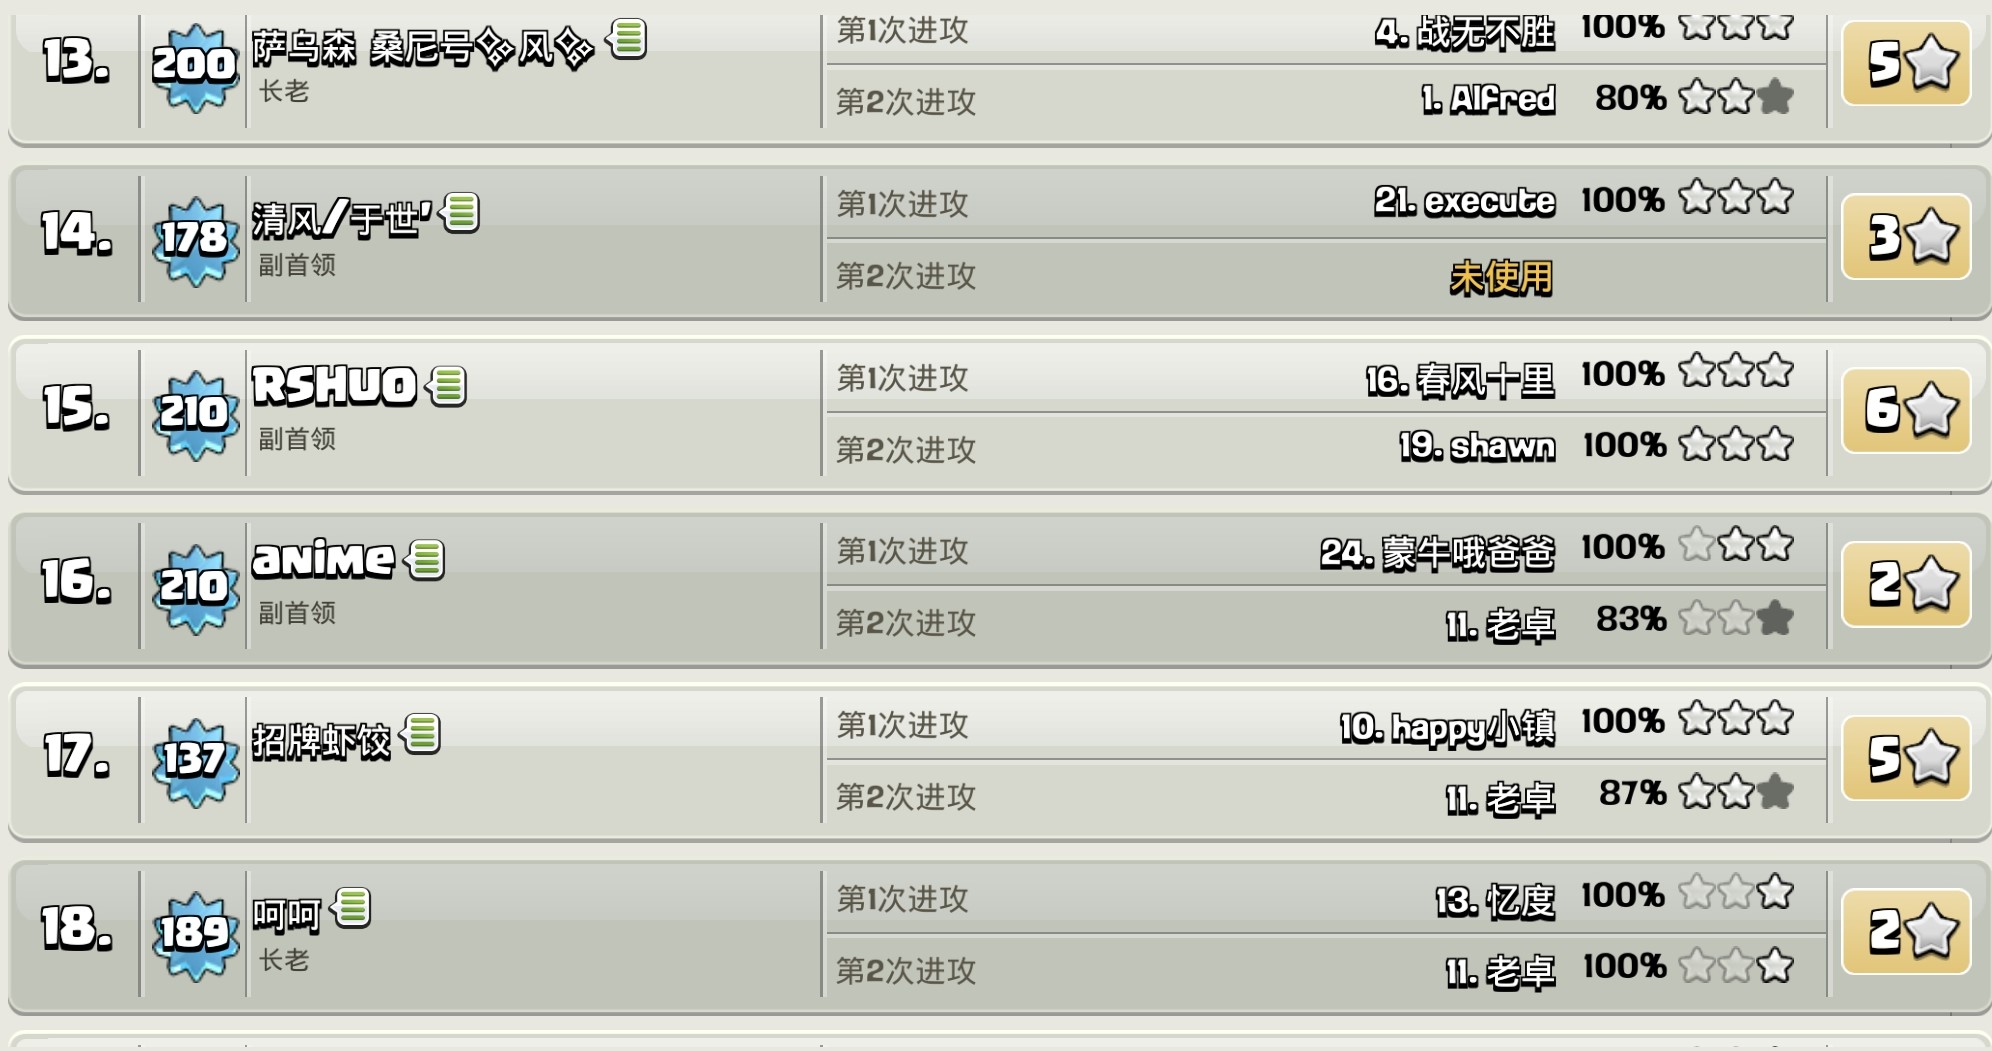 13. 200 萨乌森 桑尼号✧风✧ 第1次进攻 4. 战无不胜 100% 5
长老 第2次进攻 1. Alfred 80%
14. 178 清风/于世' 第1次进攻 21. execute 100% 3
副首领 第2次进攻 未使用
15. 210 RSHUO 第1次进攻 16. 春风十里 100% 6
副首领 第2次进攻 19. shawn 100%
16. 210 anime 第1次进攻 24. 蒙牛哦爸爸 100% 2
副首领 第2次进攻 11. 老卓 83%
17. 137 招牌虾饺 第1次进攻 10. happy小镇 100% 5
第2次进攻 11. 老卓 87%
18. 189 呵呵 第1次进攻 13. 忆度 100% 2
长老 第2次进攻 11. 老卓 100%